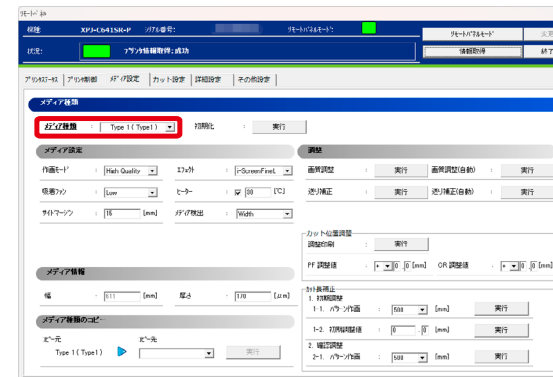 ﾘﾓｰﾄﾊﾟﾈﾙ
機種: XPJ-C641SR-P ｼﾘｱﾙ番号: ﾘﾓｰﾄﾊﾟﾈﾙﾓｰﾄﾞ: ﾘﾓｰﾄﾊﾟﾈﾙﾓｰﾄﾞ
状況: ﾌﾟﾘﾝﾀ情報取得:成功 情報取得 終了
ﾌﾟﾘﾝﾀｽﾃｰﾀｽ ﾌﾟﾘﾝﾀ制御 ﾒﾃﾞｨｱ設定 カット設定 詳細設定 その他設定
メディア種類
ﾒﾃﾞｨｱ種類 : Type 1 ( Type1 ) 初期化 : 実行
メディア設定 調整
作画ﾓｰﾄﾞ : High Quality ｴﾌｪｸﾄ : i-ScreenFineL 画質調整 : 実行 画質調整(自動) : 実行
吸着ﾌｧﾝ : Low ﾋｰﾀｰ : 30 [℃] 送り補正 : 実行 送り補正(自動) : 実行
ｻｲﾄﾞﾏｰｼﾞﾝ : 15 [mm] ﾒﾃﾞｨｱ検出 : Width
カット位置調整
調整印刷 : 実行
PF 調整値 : + 0 .0 [mm] CR 調整値 : + 0 .0 [mm]
メディア情報
幅 : 611 [mm] 厚さ : 170 [μm]
ｶｯﾄ長補正
1. 初期調整
1-1. ﾊﾟﾀｰﾝ作画 : 500 [mm] 実行
メディア種類のコピー
ｺﾋﾟｰ元 ｺﾋﾟｰ先
1-2. 初期調整値 : 0 .0 [mm] 実行
Type 1 ( Type1 ) 実行
2. 確認調整
2-1. ﾊﾟﾀｰﾝ作画 : 500 [mm] 実行